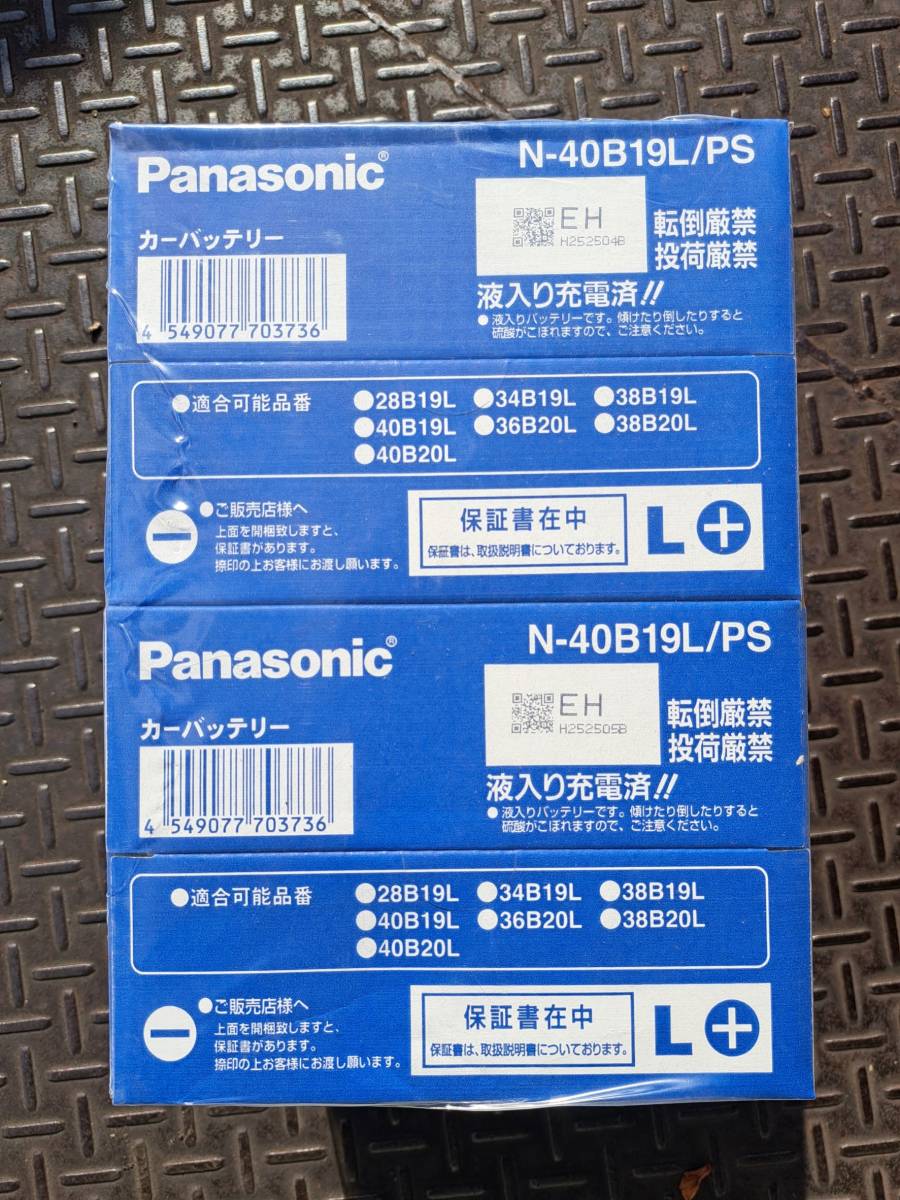 Panasonic®
N-40B19L/PS
カーバッテリー
EH
H252504B
転倒厳禁
投荷厳禁
4 549077 703736
液入り充電済!!
●液入りバッテリーです。傾けたり倒したりすると
硫酸がこぼれますので、ご注意ください。
●適合可能品番
●28B19L ●34B19L ●38B19L
●40B19L ●36B20L ●38B20L
●40B20L
●ご販売店様へ
上面を開梱致しますと、
保証書があります。
捺印の上お客様にお渡し願います。
保証書在中
保証書は、取扱説明書についております。
L+
Panasonic®
N-40B19L/PS
カーバッテリー
EH
H252505B
転倒厳禁
投荷厳禁
4 549077 703736
液入り充電済!!
●液入りバッテリーです。傾けたり倒したりすると
硫酸がこぼれますので、ご注意ください。
●適合可能品番
●28B19L ●34B19L ●38B19L
●40B19L ●36B20L ●38B20L
●40B20L
●ご販売店様へ
上面を開梱致しますと、
保証書があります。
捺印の上お客様にお渡し願います。
保証書在中
保証書は、取扱説明書についております。
L+